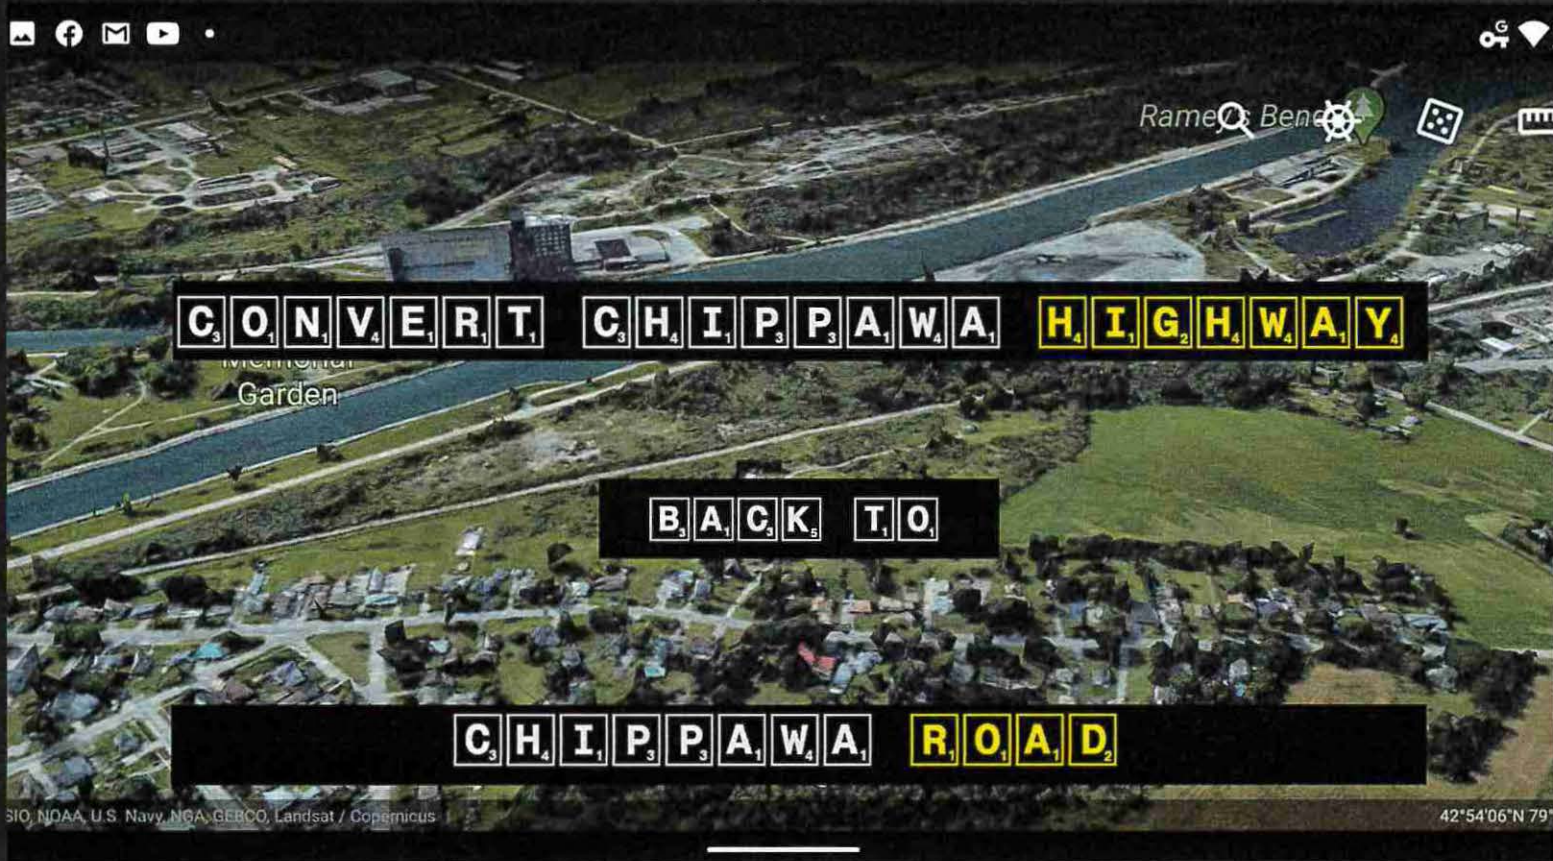 Ramey's Bend
CONVERT CHIPPAWA HIGHWAY
Memorial
Garden
BACK TO
CHIPPAWA ROAD
SIO, NOAA, U.S. Navy, NGA, GEBCO, Landsat / Copernicus
42°54'06"N 79°